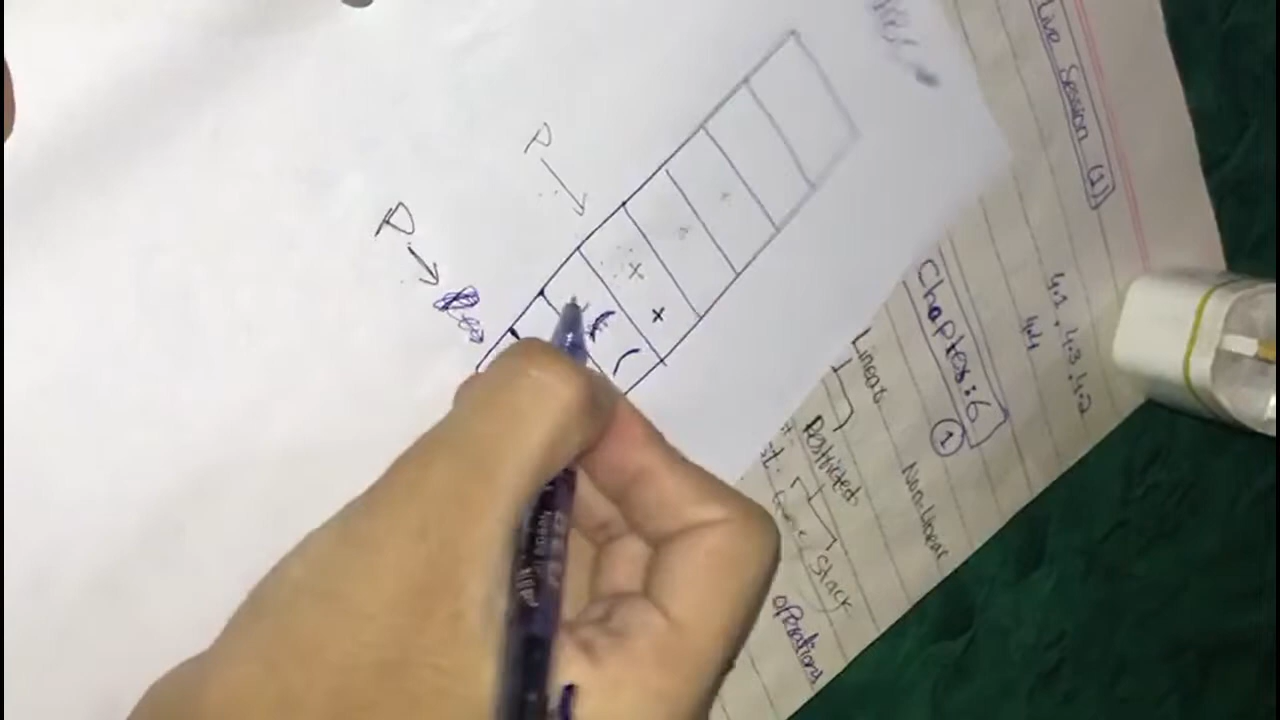 Live Session (1)
4.1, 4.3, 4.2
4.4
Chapter:6
1
Linear
Non-Linear
Restricted
Stack
operations
P
P
+
+
(